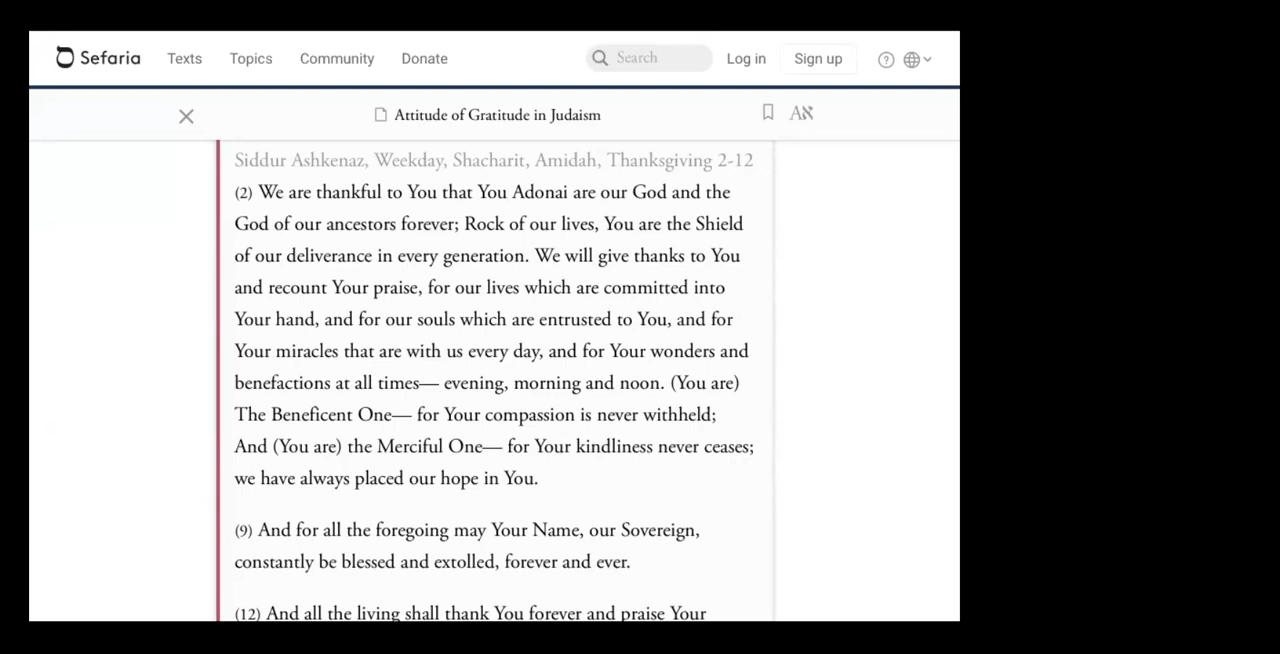 Sefaria Texts Topics Community Donate Search Log in Sign up
Attitude of Gratitude in Judaism Aא
Siddur Ashkenaz, Weekday, Shacharit, Amidah, Thanksgiving 2-12
(2) We are thankful to You that You Adonai are our God and the
God of our ancestors forever; Rock of our lives, You are the Shield
of our deliverance in every generation. We will give thanks to You
and recount Your praise, for our lives which are committed into
Your hand, and for our souls which are entrusted to You, and for
Your miracles that are with us every day, and for Your wonders and
benefactions at all times— evening, morning and noon. (You are)
The Beneficent One— for Your compassion is never withheld;
And (You are) the Merciful One— for Your kindliness never ceases;
we have always placed our hope in You.
(9) And for all the foregoing may Your Name, our Sovereign,
constantly be blessed and extolled, forever and ever.
(12) And all the living shall thank You forever and praise Your